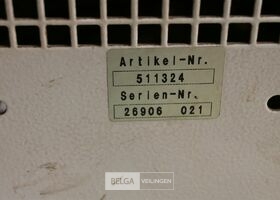 Artikel-Nr.
511324
Serien-Nr.
26906 021
BELGA VEILINGEN